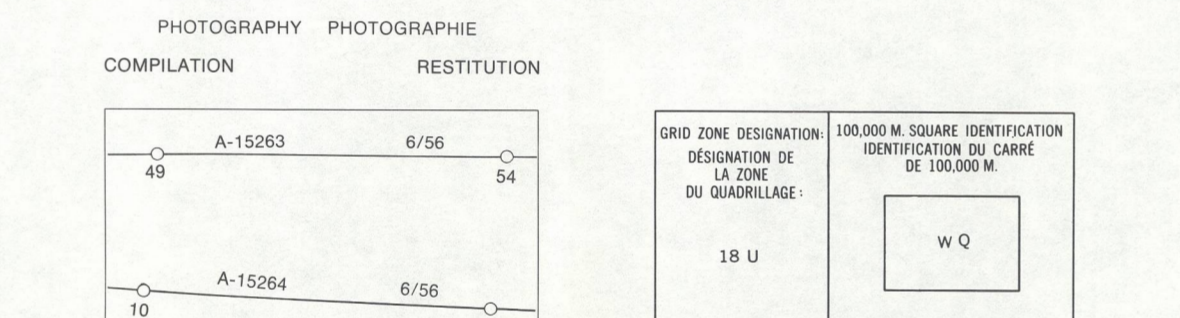 PHOTOGRAPHY PHOTOGRAPHIE
COMPILATION RESTITUTION
A-15263 6/56
49 54
A-15264 6/56
10
GRID ZONE DESIGNATION:
DÉSIGNATION DE
LA ZONE
DU QUADRILLAGE :
18 U
100,000 M. SQUARE IDENTIFICATION
IDENTIFICATION DU CARRÉ
DE 100,000 M.
W Q